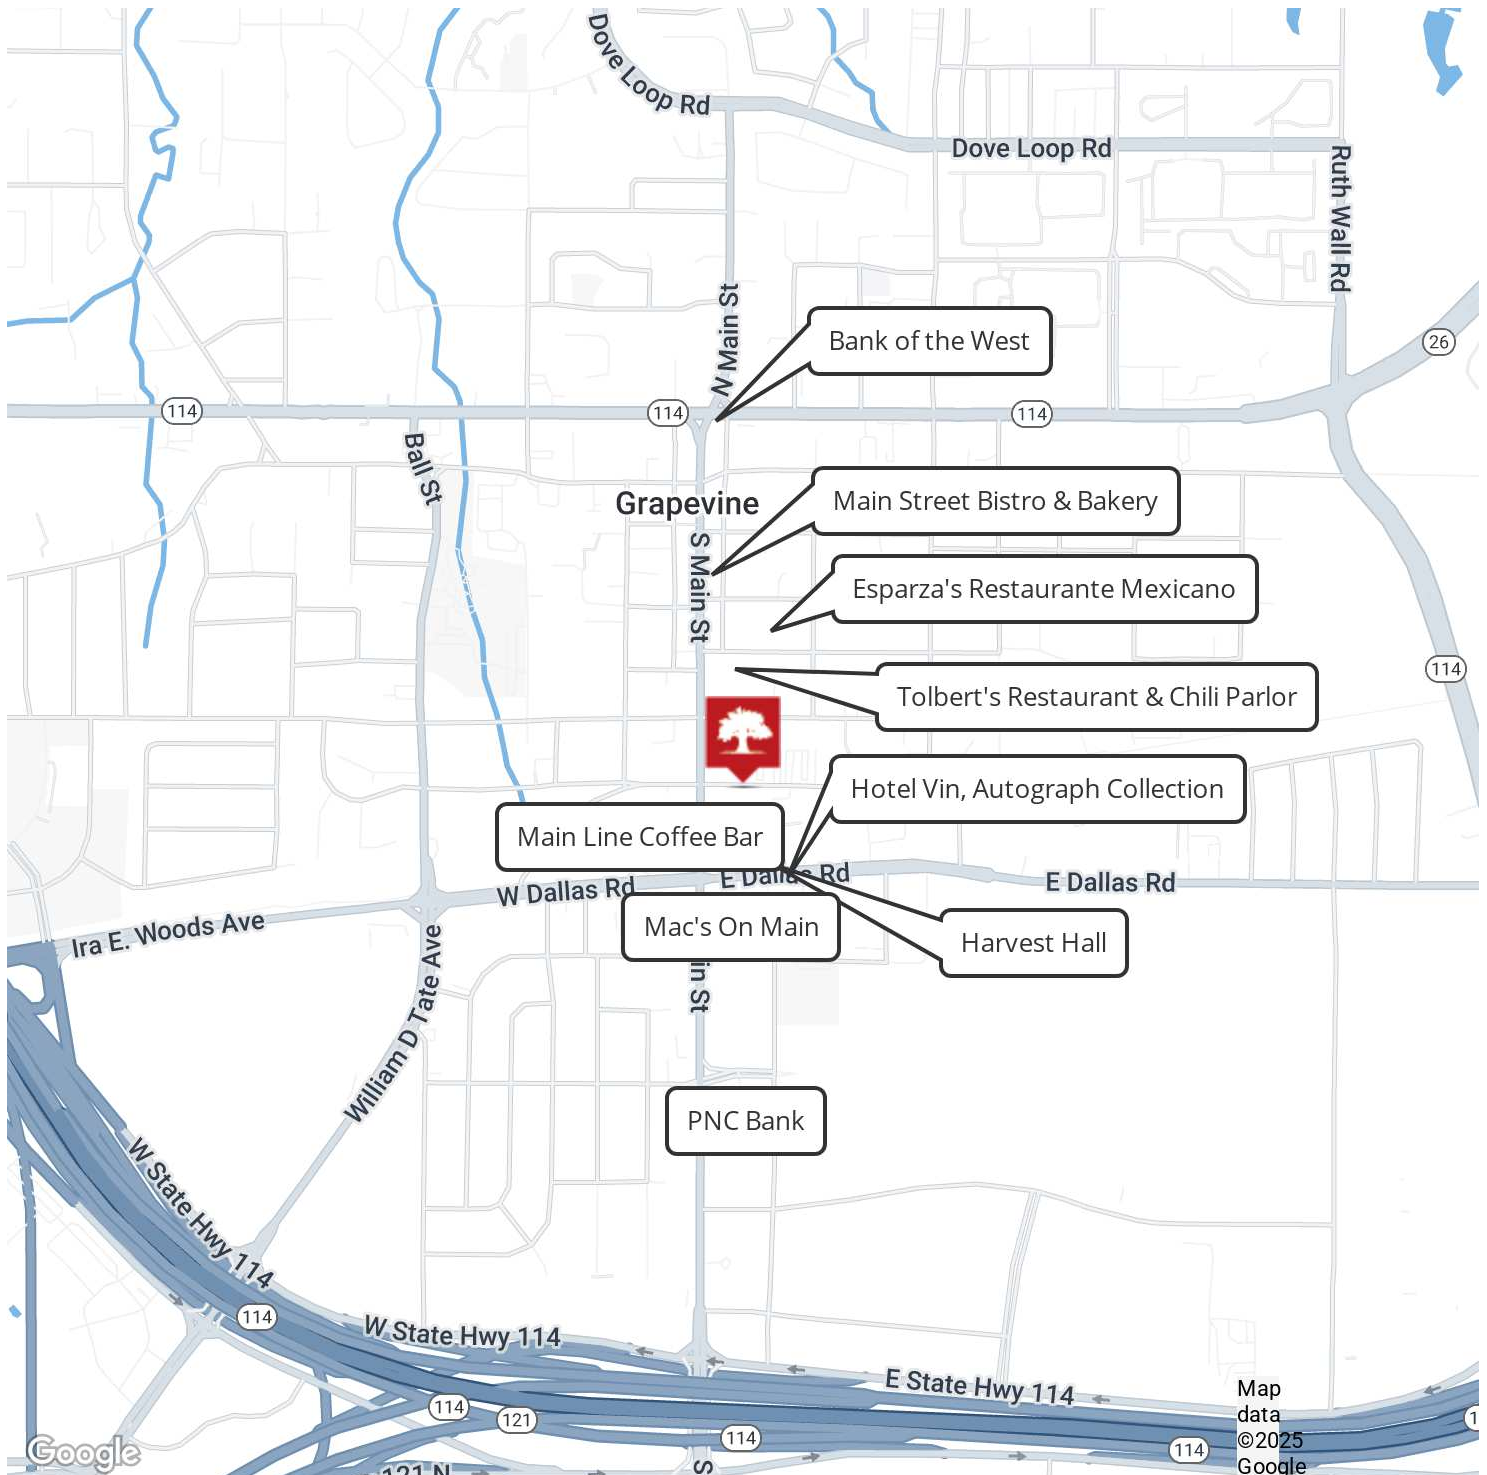 Dove Loop Rd
Dove Loop Rd
Ruth Wall Rd
N Main St
26
Bank of the West
114
114
114
Ball St
Grapevine
Main Street Bistro & Bakery
S Main St
Esparza's Restaurante Mexicano
114
Tolbert's Restaurant & Chili Parlor
Hotel Vin, Autograph Collection
Main Line Coffee Bar
W Dallas Rd
E Dallas Rd
E Dallas Rd
Ira E. Woods Ave
Mac's On Main
Harvest Hall
in St
William D Tate Ave
PNC Bank
W State Hwy 114
114
W State Hwy 114
E State Hwy 114
Map
data
©2025
Google
114
121
114
114
1
Google
121 N
S